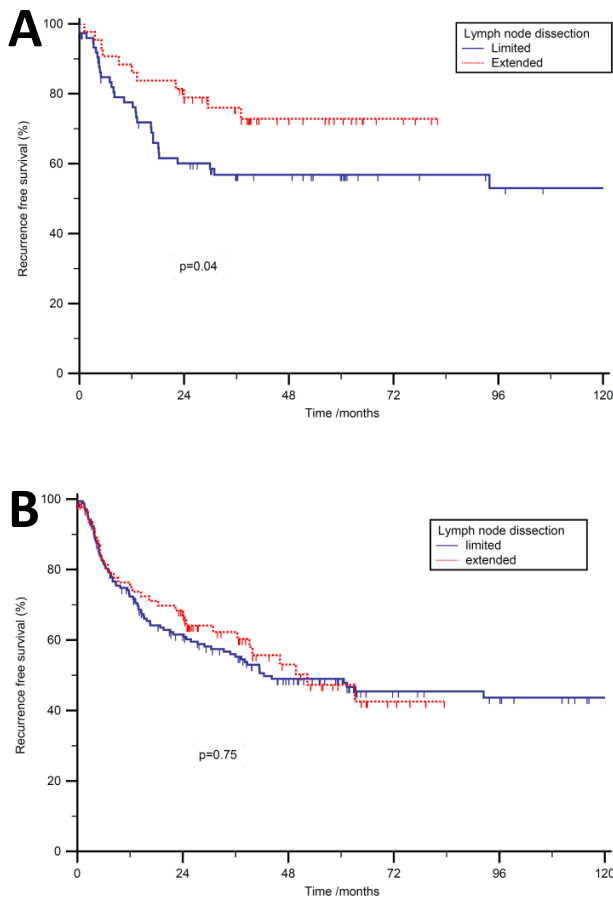 A
100
80
60
40
20
0
Recurrence free survival (%)
Lymph node dissection
Limited
Extended
p=0.04
0 24 48 72 96 120
Time /months
B
100
80
60
40
20
0
Recurrence free survival (%)
Lymph node dissection
limited
extended
p=0.75
0 24 48 72 96 120
Time /months